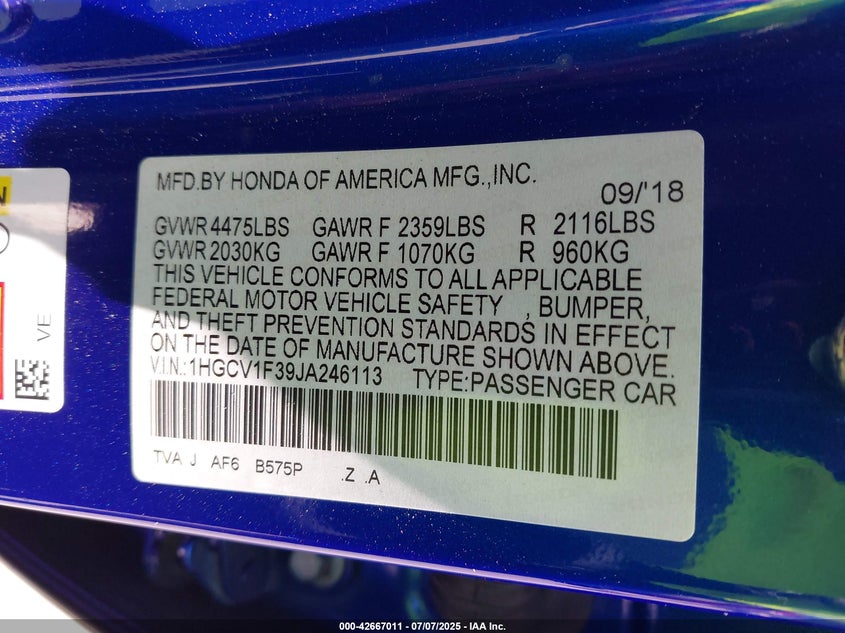 MFD.BY HONDA OF AMERICA MFG.,INC.
09/'18
GVWR 4475LBS GAWR F 2359LBS R 2116LBS
GVWR 2030KG GAWR F 1070KG R 960KG
THIS VEHICLE CONFORMS TO ALL APPLICABLE
FEDERAL MOTOR VEHICLE SAFETY , BUMPER,
AND THEFT PREVENTION STANDARDS IN EFFECT
ON THE DATE OF MANUFACTURE SHOWN ABOVE.
V.I.N.:1HGCV1F39JA246113 TYPE:PASSENGER CAR
TVA J AF6 B575P .Z .A
VE
000-42667011 - 07/07/2025 - IAA Inc.